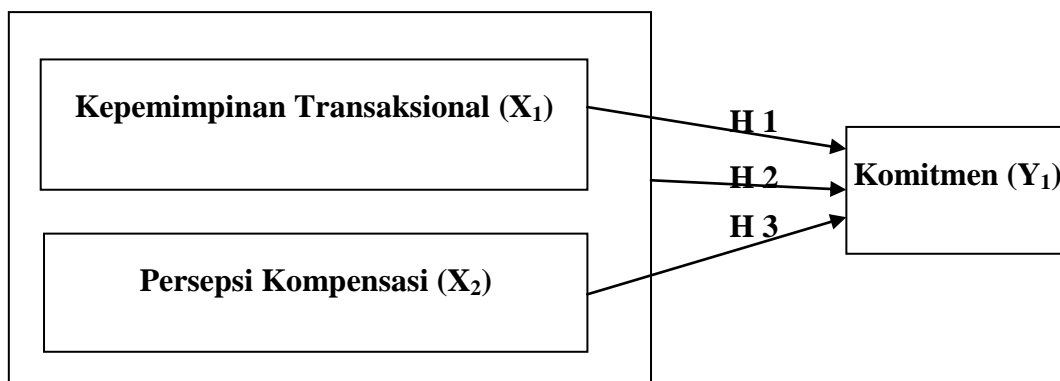 Kepemimpinan Transaksional (X₁)
H 1
H 2
Komitmen (Y₁)
H 3
Persepsi Kompensasi (X₂)